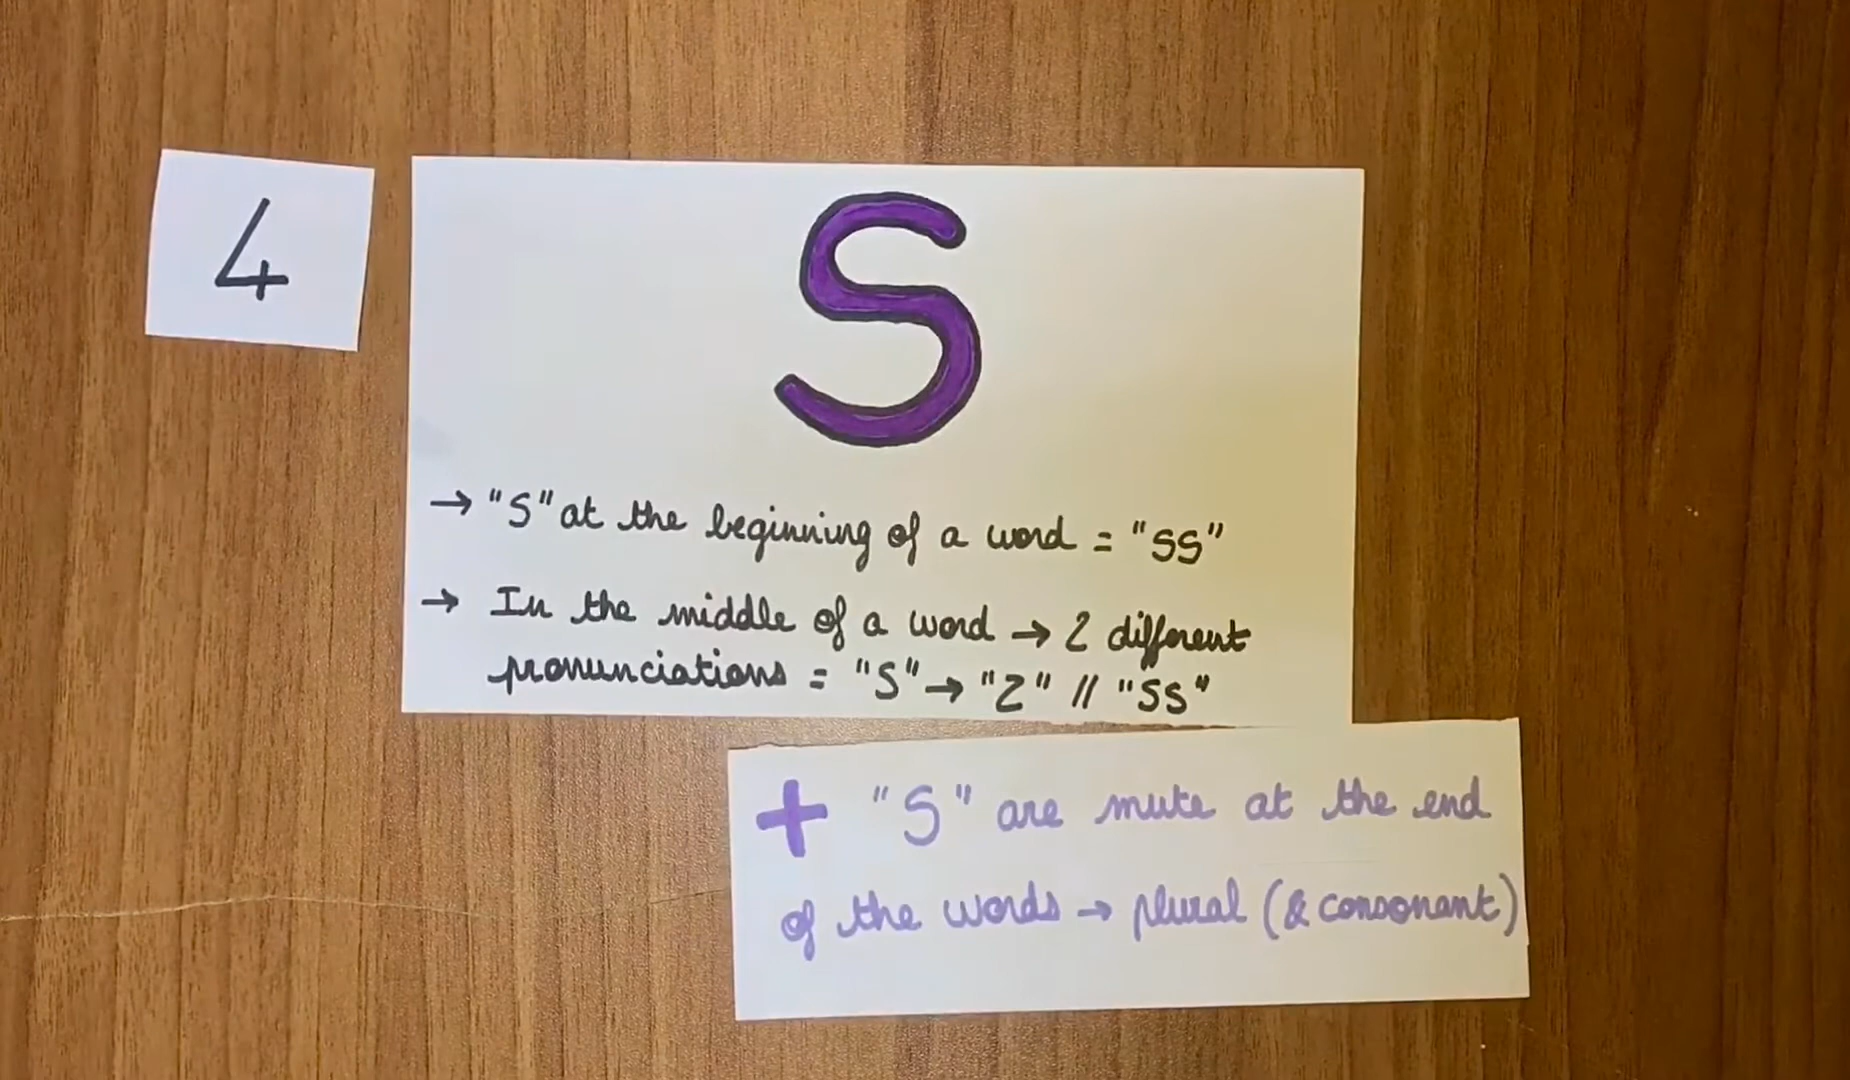 4
S
→ "S" at the beginning of a word = "SS"
→ In the middle of a word → 2 different
pronunciations = "S" → "Z" // "SS"
+ "S" are mute at the end
of the words → plural (& consonant)